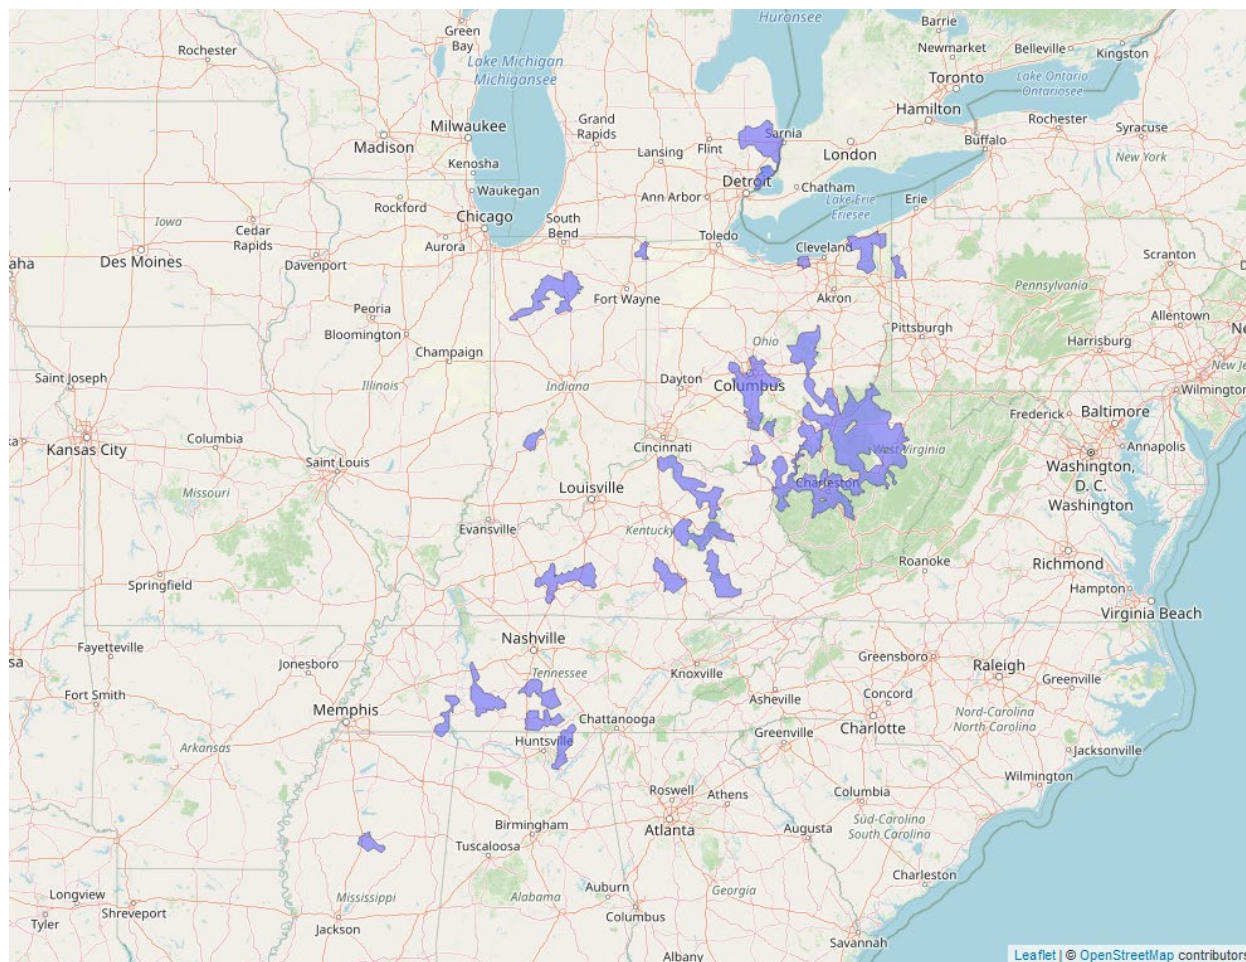 Huronsee
Barrie
Green
Bay
Rochester
Newmarket
Belleville
Kingston
Lake Michigan
Michigansee
Toronto
Lake Ontario
Ontariosee
Hamilton
Grand
Rapids
Milwaukee
Madison
Sarnia
Rochester
Syracuse
Buffalo
Lansing
Flint
London
New York
Kenosha
Waukegan
Detroit
Chatham
Ann Arbor
Lake Erie
Eriesee
Erie
Rockford
Chicago
South
Bend
Iowa
Cedar
Rapids
Aurora
Toledo
Cleveland
Scranton
aha
Des Moines
Davenport
Fort Wayne
Akron
Pennsylvania
Peoria
Bloomington
Pittsburgh
Allentown
Ne
Champaign
Ohio
Harrisburg
New Je
Saint Joseph
Illinois
Indiana
Dayton
Columbus
Wilmington
Frederick
Baltimore
Kansas City
Columbia
Cincinnati
West Virginia
Annapolis
Saint Louis
Washington,
D. C.
Washington
Missouri
Louisville
Charleston
Evansville
Kentucky
Richmond
Roanoke
Springfield
Hampton
Virginia Beach
Nashville
Fayetteville
Jonesboro
Greensboro
Raleigh
sa
Tennessee
Knoxville
Greenville
Fort Smith
Asheville
Concord
Memphis
Chattanooga
Charlotte
Nord-Carolina
North Carolina
Arkansas
Huntsville
Greenville
Jacksonville
Wilmington
Roswell
Athens
Columbia
Birmingham
Atlanta
Augusta
Süd-Carolina
South Carolina
Tuscaloosa
Charleston
Longview
Mississippi
Alabama
Auburn
Georgia
Tyler
Shreveport
Jackson
Columbus
Savannah
Albany
Leaflet | © OpenStreetMap contributors